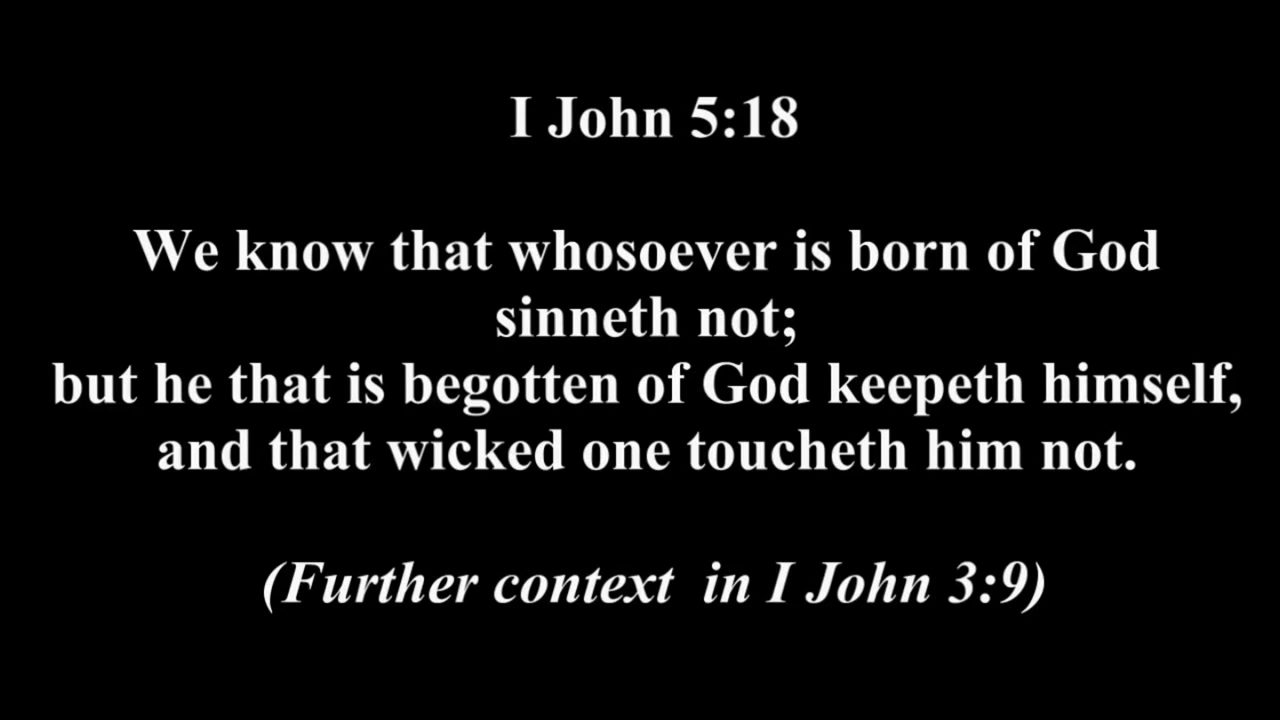 I John 5:18
We know that whosoever is born of God
sinneth not;
but he that is begotten of God keepeth himself,
and that wicked one toucheth him not.
(Further context  in I John 3:9)